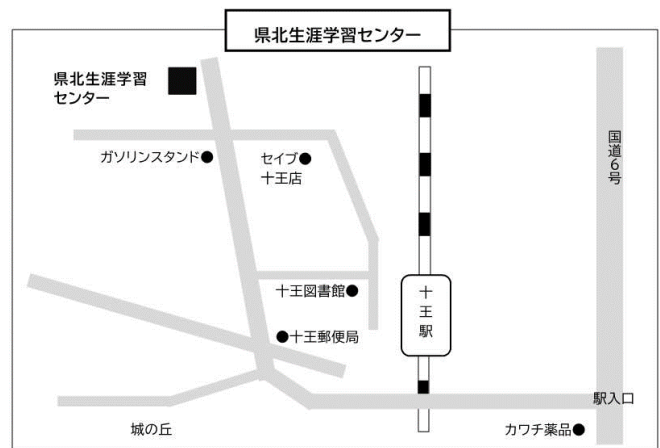 県北生涯学習センター
県北生涯学習
センター
ガソリンスタンド
セイブ
十王店
国道6号
十王図書館
十王駅
十王郵便局
駅入口
城の丘
カワチ薬品